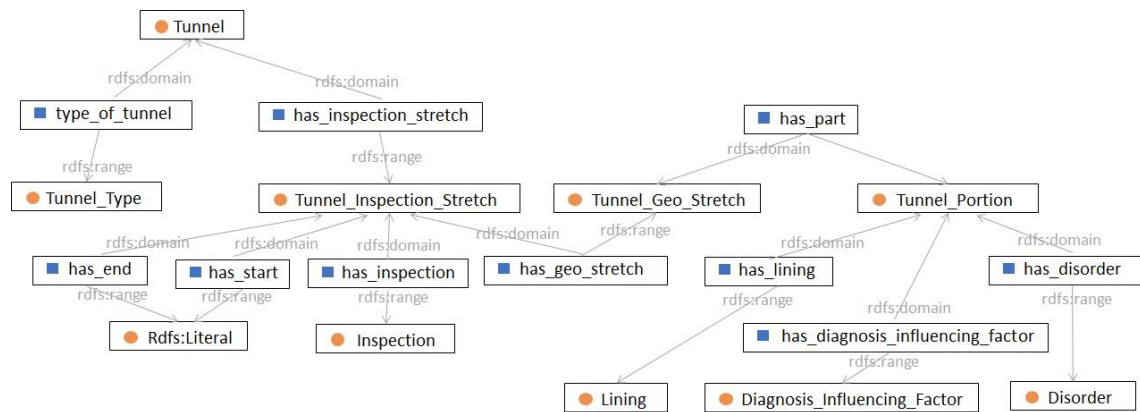 Tunnel
rdfs:domain
rdfs:domain
type_of_tunnel
has_inspection_stretch
has_part
rdfs:domain
rdfs:range
rdfs:range
Tunnel_Type
Tunnel_Inspection_Stretch
Tunnel_Geo_Stretch
Tunnel_Portion
rdfs:range
rdfs:domain
rdfs:domain
rdfs:domain
rdfs:domain
rdfs:domain
rdfs:domain
has_end
has_start
has_inspection
has_geo_stretch
has_lining
has_disorder
rdfs:range
rdfs:range
rdfs:range
rdfs:range
rdfs:range
rdfs:domain
Rdfs:Literal
Inspection
has_diagnosis_influencing_factor
rdfs:range
Lining
Diagnosis_Influencing_Factor
Disorder